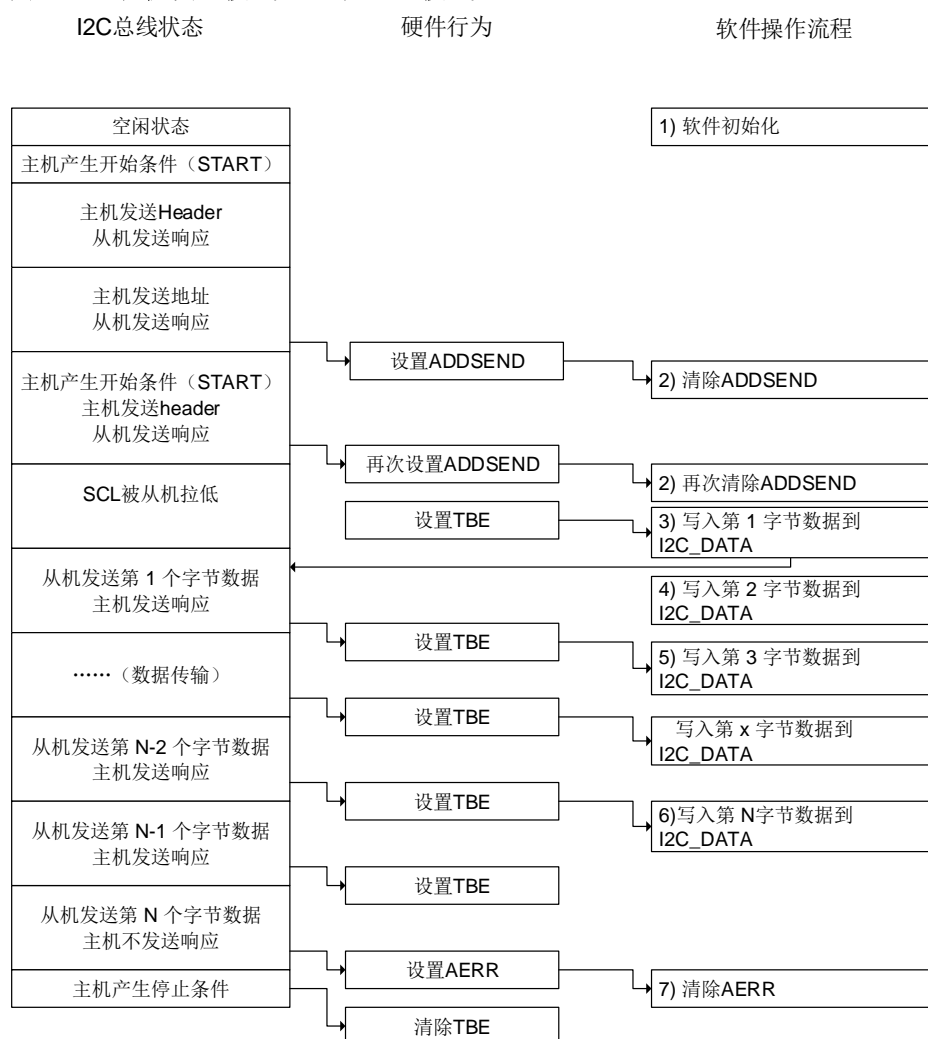 I2C总线状态
硬件行为
软件操作流程
空闲状态
1) 软件初始化
主机产生开始条件（START）
主机发送Header
从机发送响应
主机发送地址
从机发送响应
设置ADDSEND
2) 清除ADDSEND
主机产生开始条件（START）
主机发送header
从机发送响应
再次设置ADDSEND
2) 再次清除ADDSEND
SCL被从机拉低
设置TBE
3) 写入第 1 字节数据到
I2C_DATA
从机发送第 1 个字节数据
主机发送响应
4) 写入第 2 字节数据到
I2C_DATA
设置TBE
5) 写入第 3 字节数据到
I2C_DATA
……（数据传输）
设置TBE
写入第 x 字节数据到
I2C_DATA
从机发送第 N-2 个字节数据
主机发送响应
设置TBE
6)写入第 N字节数据到
I2C_DATA
从机发送第 N-1 个字节数据
主机发送响应
设置TBE
从机发送第 N 个字节数据
主机不发送响应
设置AERR
7) 清除AERR
主机产生停止条件
清除TBE